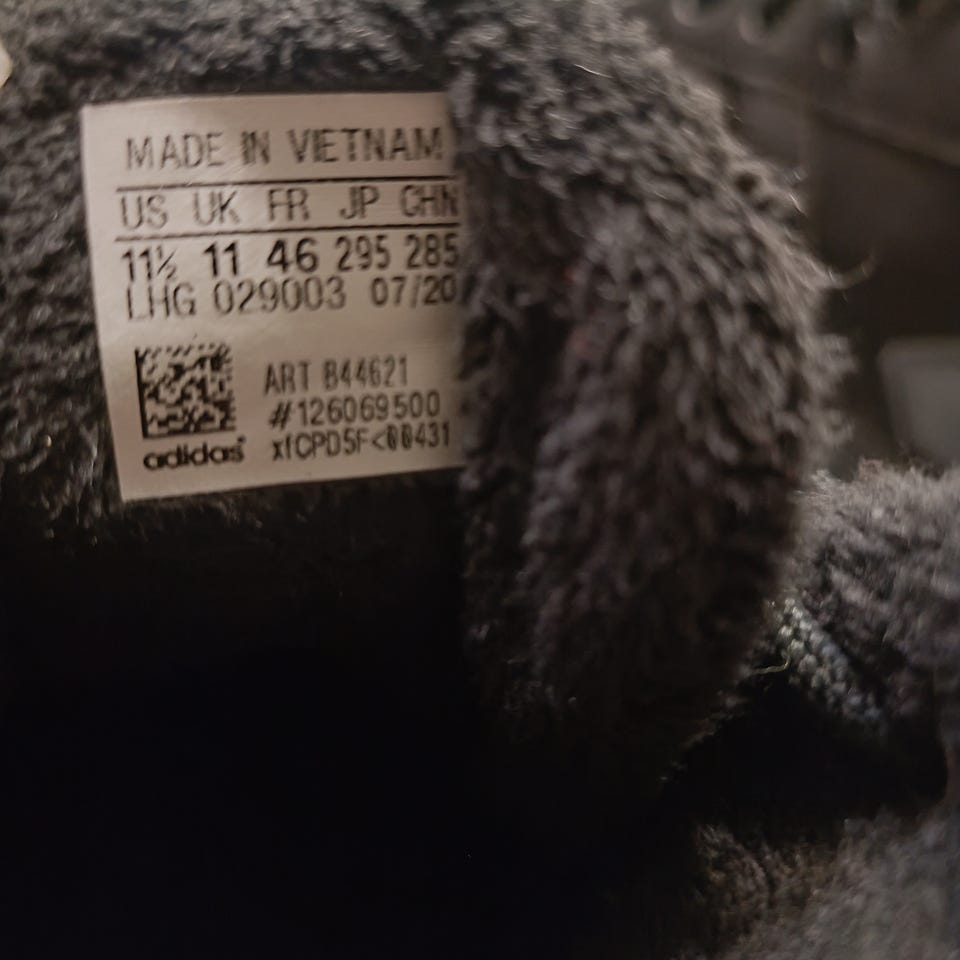 MADE IN VIETNAM
US UK FR JP CHN
11½ 11 46 295 285
LHG 029003 07/20
ART B44621
#126069500
adidas xfCPD5F<00431